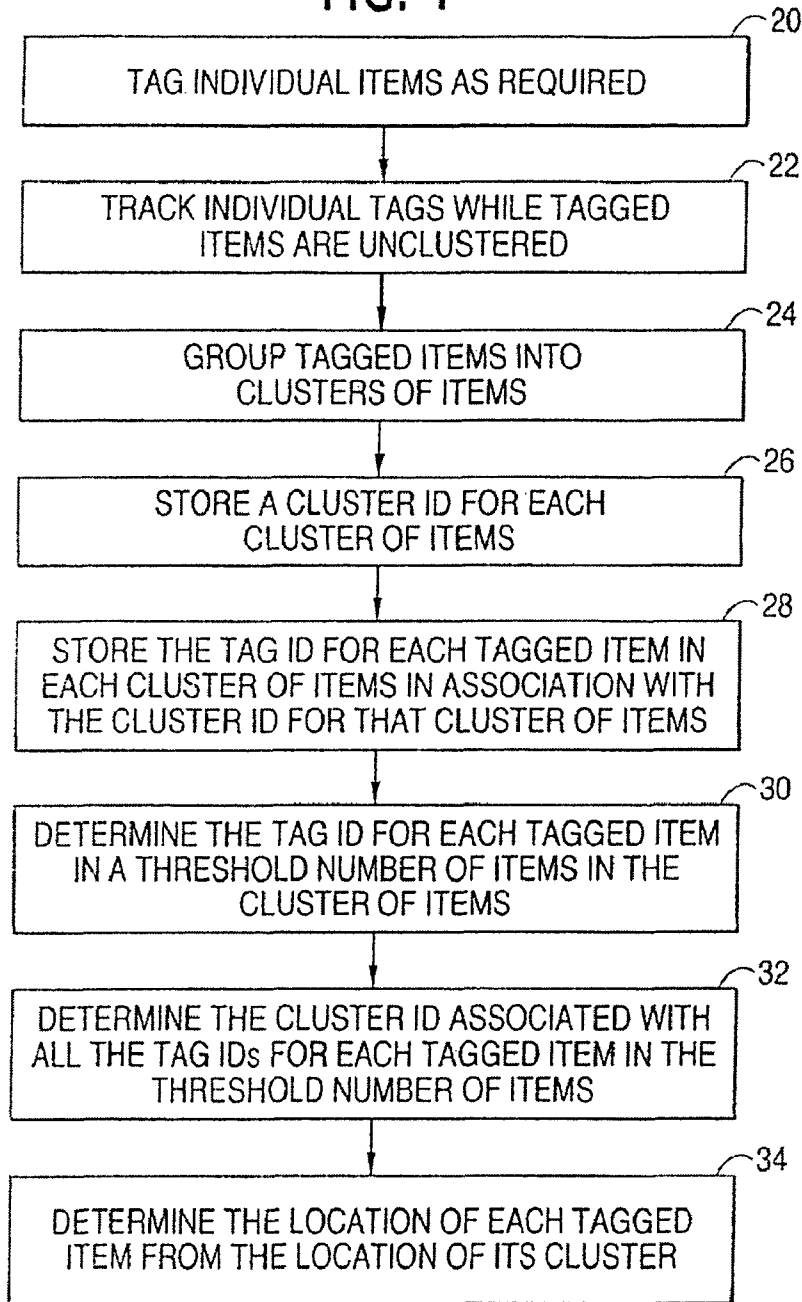 20
TAG INDIVIDUAL ITEMS AS REQUIRED
22
TRACK INDIVIDUAL TAGS WHILE TAGGED
ITEMS ARE UNCLUSTERED
24
GROUP TAGGED ITEMS INTO
CLUSTERS OF ITEMS
26
STORE A CLUSTER ID FOR EACH
CLUSTER OF ITEMS
28
STORE THE TAG ID FOR EACH TAGGED ITEM IN
EACH CLUSTER OF ITEMS IN ASSOCIATION WITH
THE CLUSTER ID FOR THAT CLUSTER OF ITEMS
30
DETERMINE THE TAG ID FOR EACH TAGGED ITEM
IN A THRESHOLD NUMBER OF ITEMS IN THE
CLUSTER OF ITEMS
32
DETERMINE THE CLUSTER ID ASSOCIATED WITH
ALL THE TAG IDs FOR EACH TAGGED ITEM IN THE
THRESHOLD NUMBER OF ITEMS
34
DETERMINE THE LOCATION OF EACH TAGGED
ITEM FROM THE LOCATION OF ITS CLUSTER